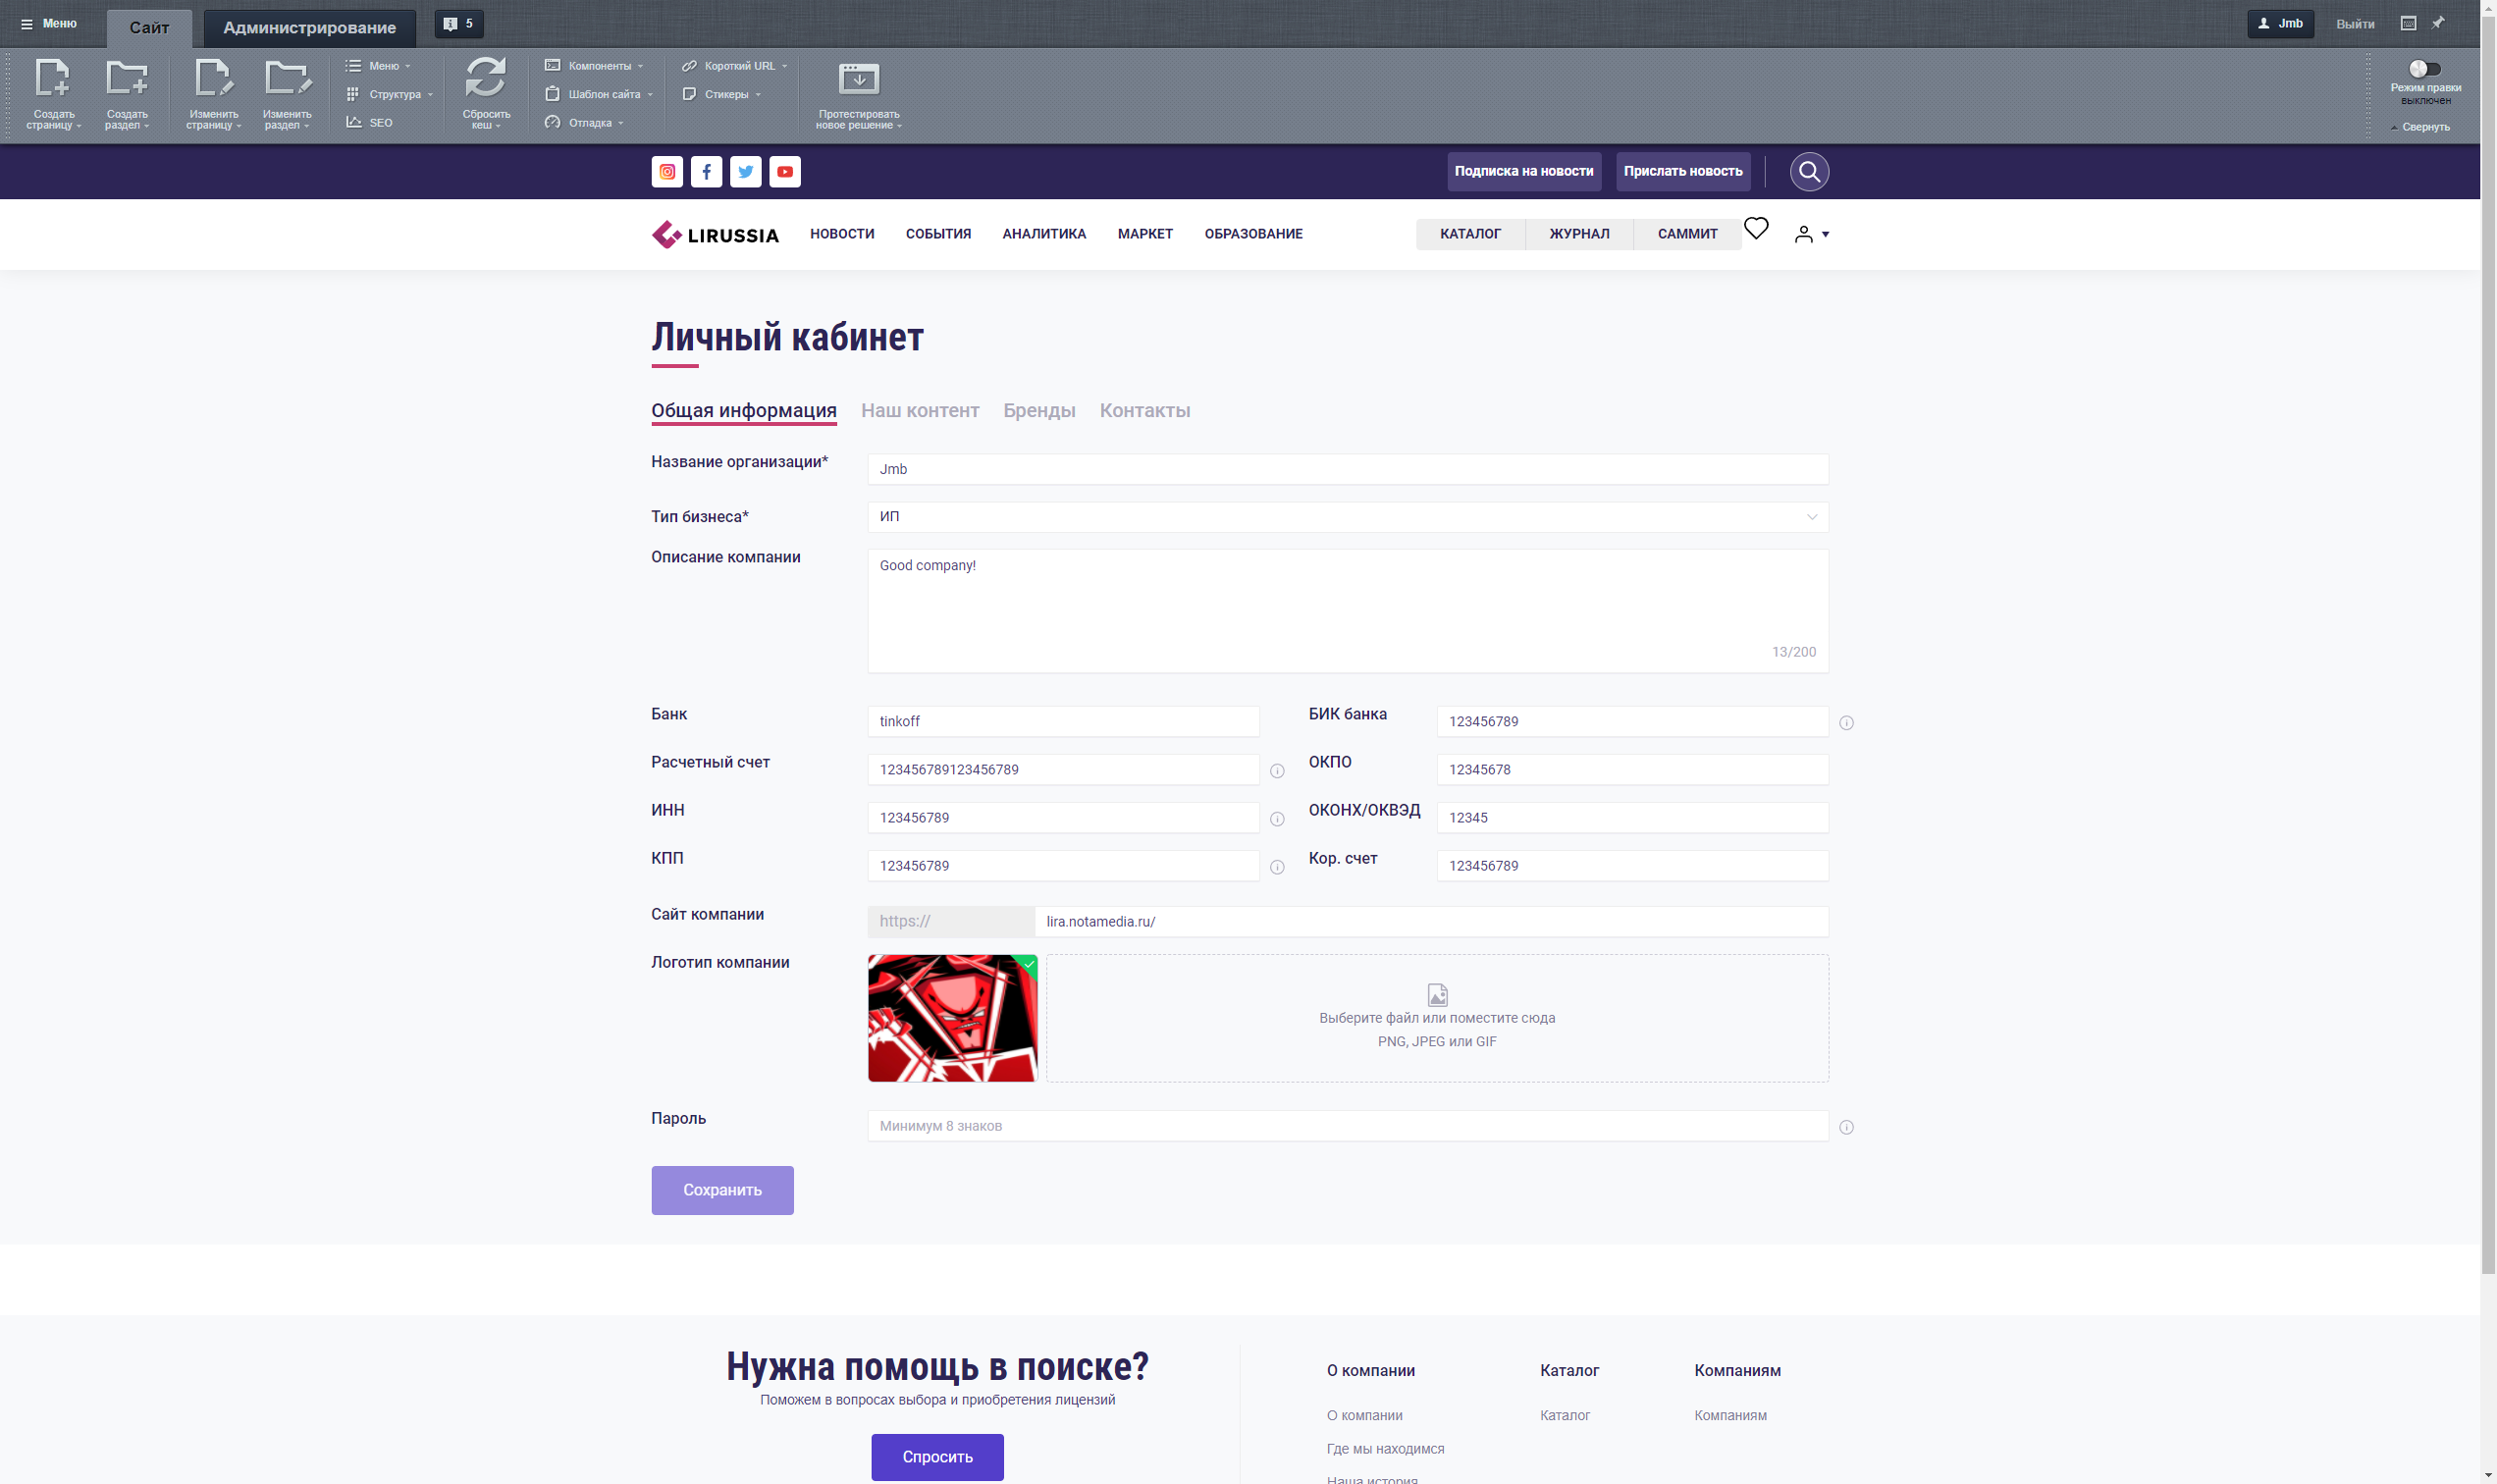 Меню
Сайт
Администрирование
5
Jmb
Выйти
Создать страницу
Создать раздел
Изменить страницу
Изменить раздел
Меню
Структура
SEO
Сбросить кеш
Компоненты
Шаблон сайта
Отладка
Короткий URL
Стикеры
Протестировать новое решение
Режим правки
выключен
Свернуть
Подписка на новости
Прислать новость
LIRUSSIA
НОВОСТИ
СОБЫТИЯ
АНАЛИТИКА
МАРКЕТ
ОБРАЗОВАНИЕ
КАТАЛОГ
ЖУРНАЛ
САММИТ
Личный кабинет
Общая информация
Наш контент
Бренды
Контакты
Название организации*
Jmb
Тип бизнеса*
ИП
Описание компании
Good company!
13/200
Банк
tinkoff
БИК банка
123456789
Расчетный счет
123456789123456789
ОКПО
12345678
ИНН
123456789
ОКОНХ/ОКВЭД
12345
КПП
123456789
Кор. счет
123456789
Сайт компании
https://
lira.notamedia.ru/
Логотип компании
Выберите файл или поместите сюда
PNG, JPEG или GIF
Пароль
Минимум 8 знаков
Сохранить
Нужна помощь в поиске?
Поможем в вопросах выбора и приобретения лицензий
Спросить
О компании
Каталог
Компаниям
О компании
Каталог
Компаниям
Где мы находимся
Наша история